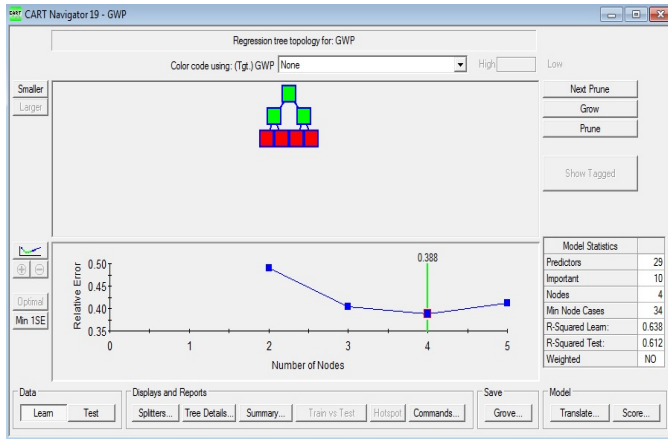 CART Navigator 19 - GWP
Regression tree topology for: GWP
Color code using: (Tgt.) GWP None High Low
Smaller
Larger
Next Prune
Grow
Prune
Show Tagged
Optimal
Min 1SE
Relative Error
0.50
0.45
0.40
0.35
0.388
0 1 2 3 4 5
Number of Nodes
Model Statistics
Predictors 29
Important 10
Nodes 4
Min Node Cases 34
R-Squared Learn: 0.638
R-Squared Test: 0.612
Weighted NO
Data
Learn Test
Displays and Reports
Splitters... Tree Details... Summary... Train vs Test Hotspot Commands...
Save
Grove...
Model
Translate... Score...